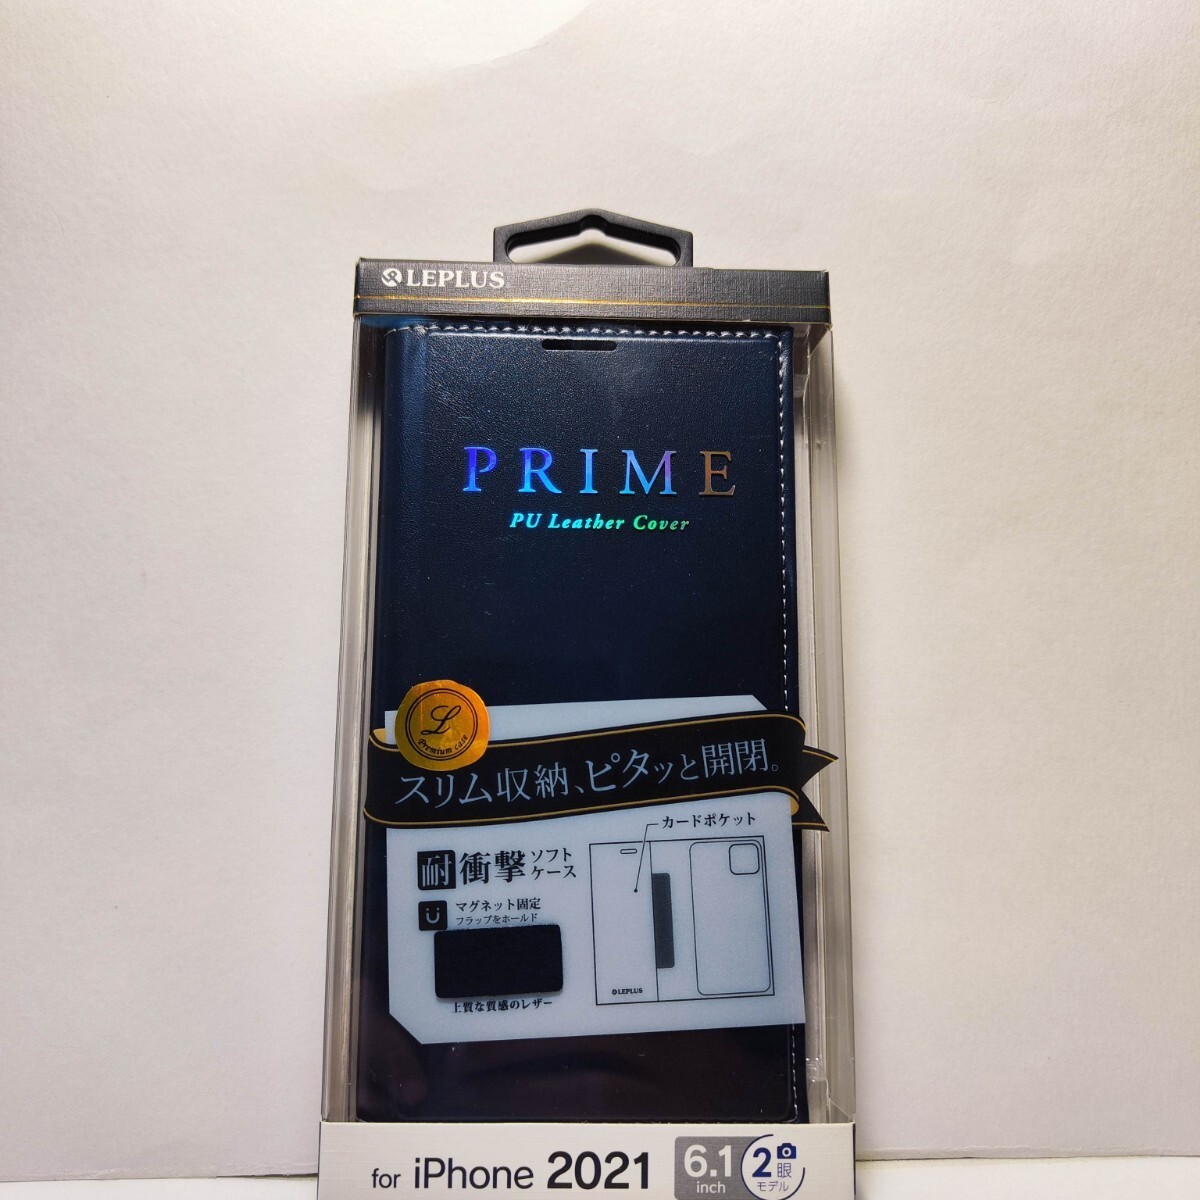 LEPLUS
PRIME
PU Leather Cover
L
Premium case
スリム収納、ピタッと開閉。
カードポケット
耐衝撃 ソフトケース
マグネット固定
フラップをホールド
LEPLUS
上質な質感のレザー
for iPhone 2021 6.1 inch 2眼モデル